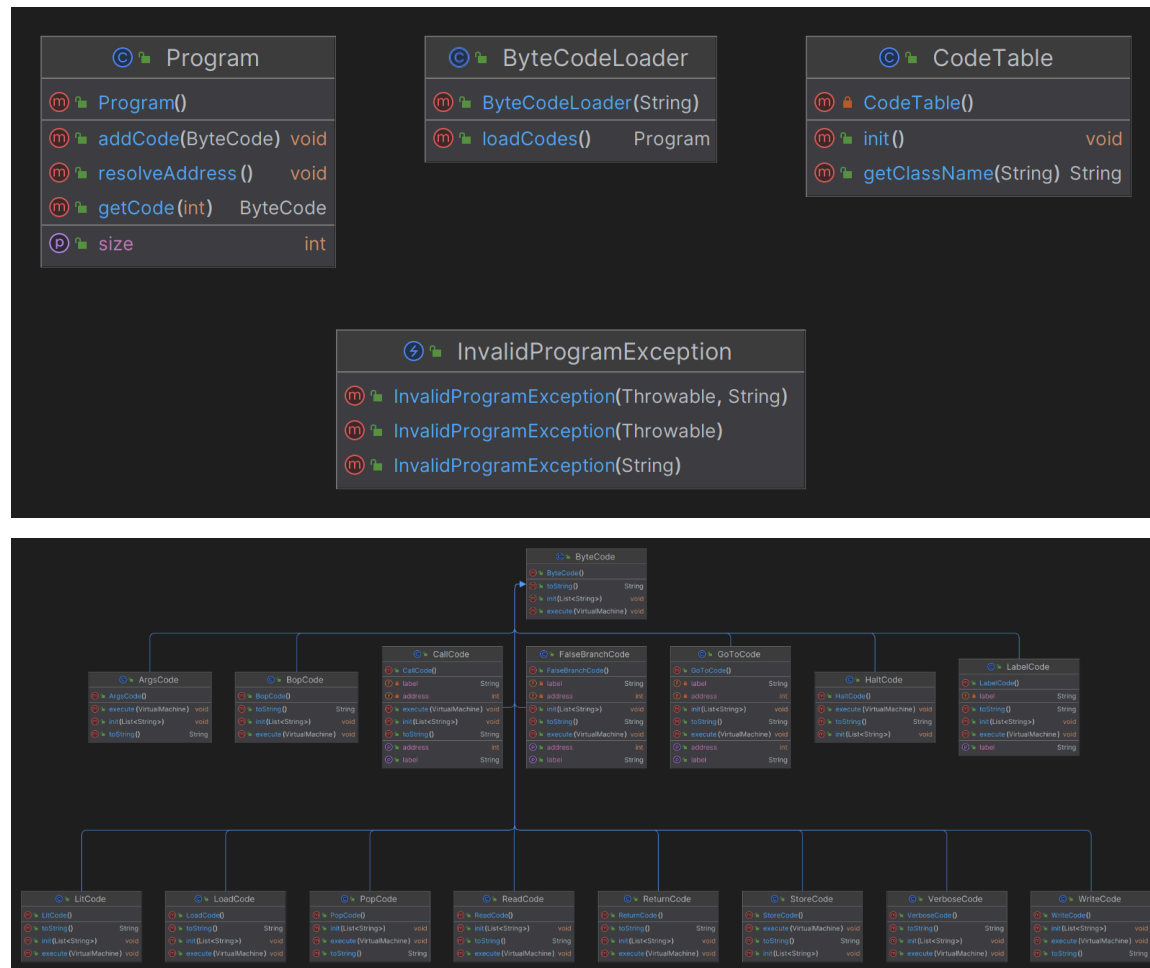 Program
Program()
addCode(ByteCode) void
resolveAddress() void
getCode(int) ByteCode
size int
ByteCodeLoader
ByteCodeLoader(String)
loadCodes() Program
CodeTable
CodeTable()
init() void
getClassName(String) String
InvalidProgramException
InvalidProgramException(Throwable, String)
InvalidProgramException(Throwable)
InvalidProgramException(String)
ByteCode
ByteCode()
toString() String
init(List<String>) void
execute(VirtualMachine) void
ArgsCode
ArgsCode()
execute(VirtualMachine) void
init(List<String>) void
toString() String
BopCode
BopCode()
toString() String
init(List<String>) void
execute(VirtualMachine) void
CallCode
CallCode()
label String
address int
execute(VirtualMachine) void
init(List<String>) void
toString() String
address int
label String
FalseBranchCode
FalseBranchCode()
label String
address int
init(List<String>) void
toString() String
execute(VirtualMachine) void
address int
label String
GoToCode
GoToCode()
label String
address int
init(List<String>) void
toString() String
execute(VirtualMachine) void
address int
label String
HaltCode
HaltCode()
execute(VirtualMachine) void
toString() String
init(List<String>) void
LabelCode
LabelCode()
label String
toString() String
init(List<String>) void
execute(VirtualMachine) void
label String
LitCode
LitCode()
toString() String
init(List<String>) void
execute(VirtualMachine) void
LoadCode
LoadCode()
toString() String
init(List<String>) void
execute(VirtualMachine) void
PopCode
PopCode()
init(List<String>) void
execute(VirtualMachine) void
toString() String
ReadCode
ReadCode()
init(List<String>) void
toString() String
execute(VirtualMachine) void
ReturnCode
ReturnCode()
toString() String
init(List<String>) void
execute(VirtualMachine) void
StoreCode
StoreCode()
execute(VirtualMachine) void
toString() String
init(List<String>) void
VerboseCode
VerboseCode()
toString() String
init(List<String>) void
execute(VirtualMachine) void
WriteCode
WriteCode()
init(List<String>) void
execute(VirtualMachine) void
toString() String